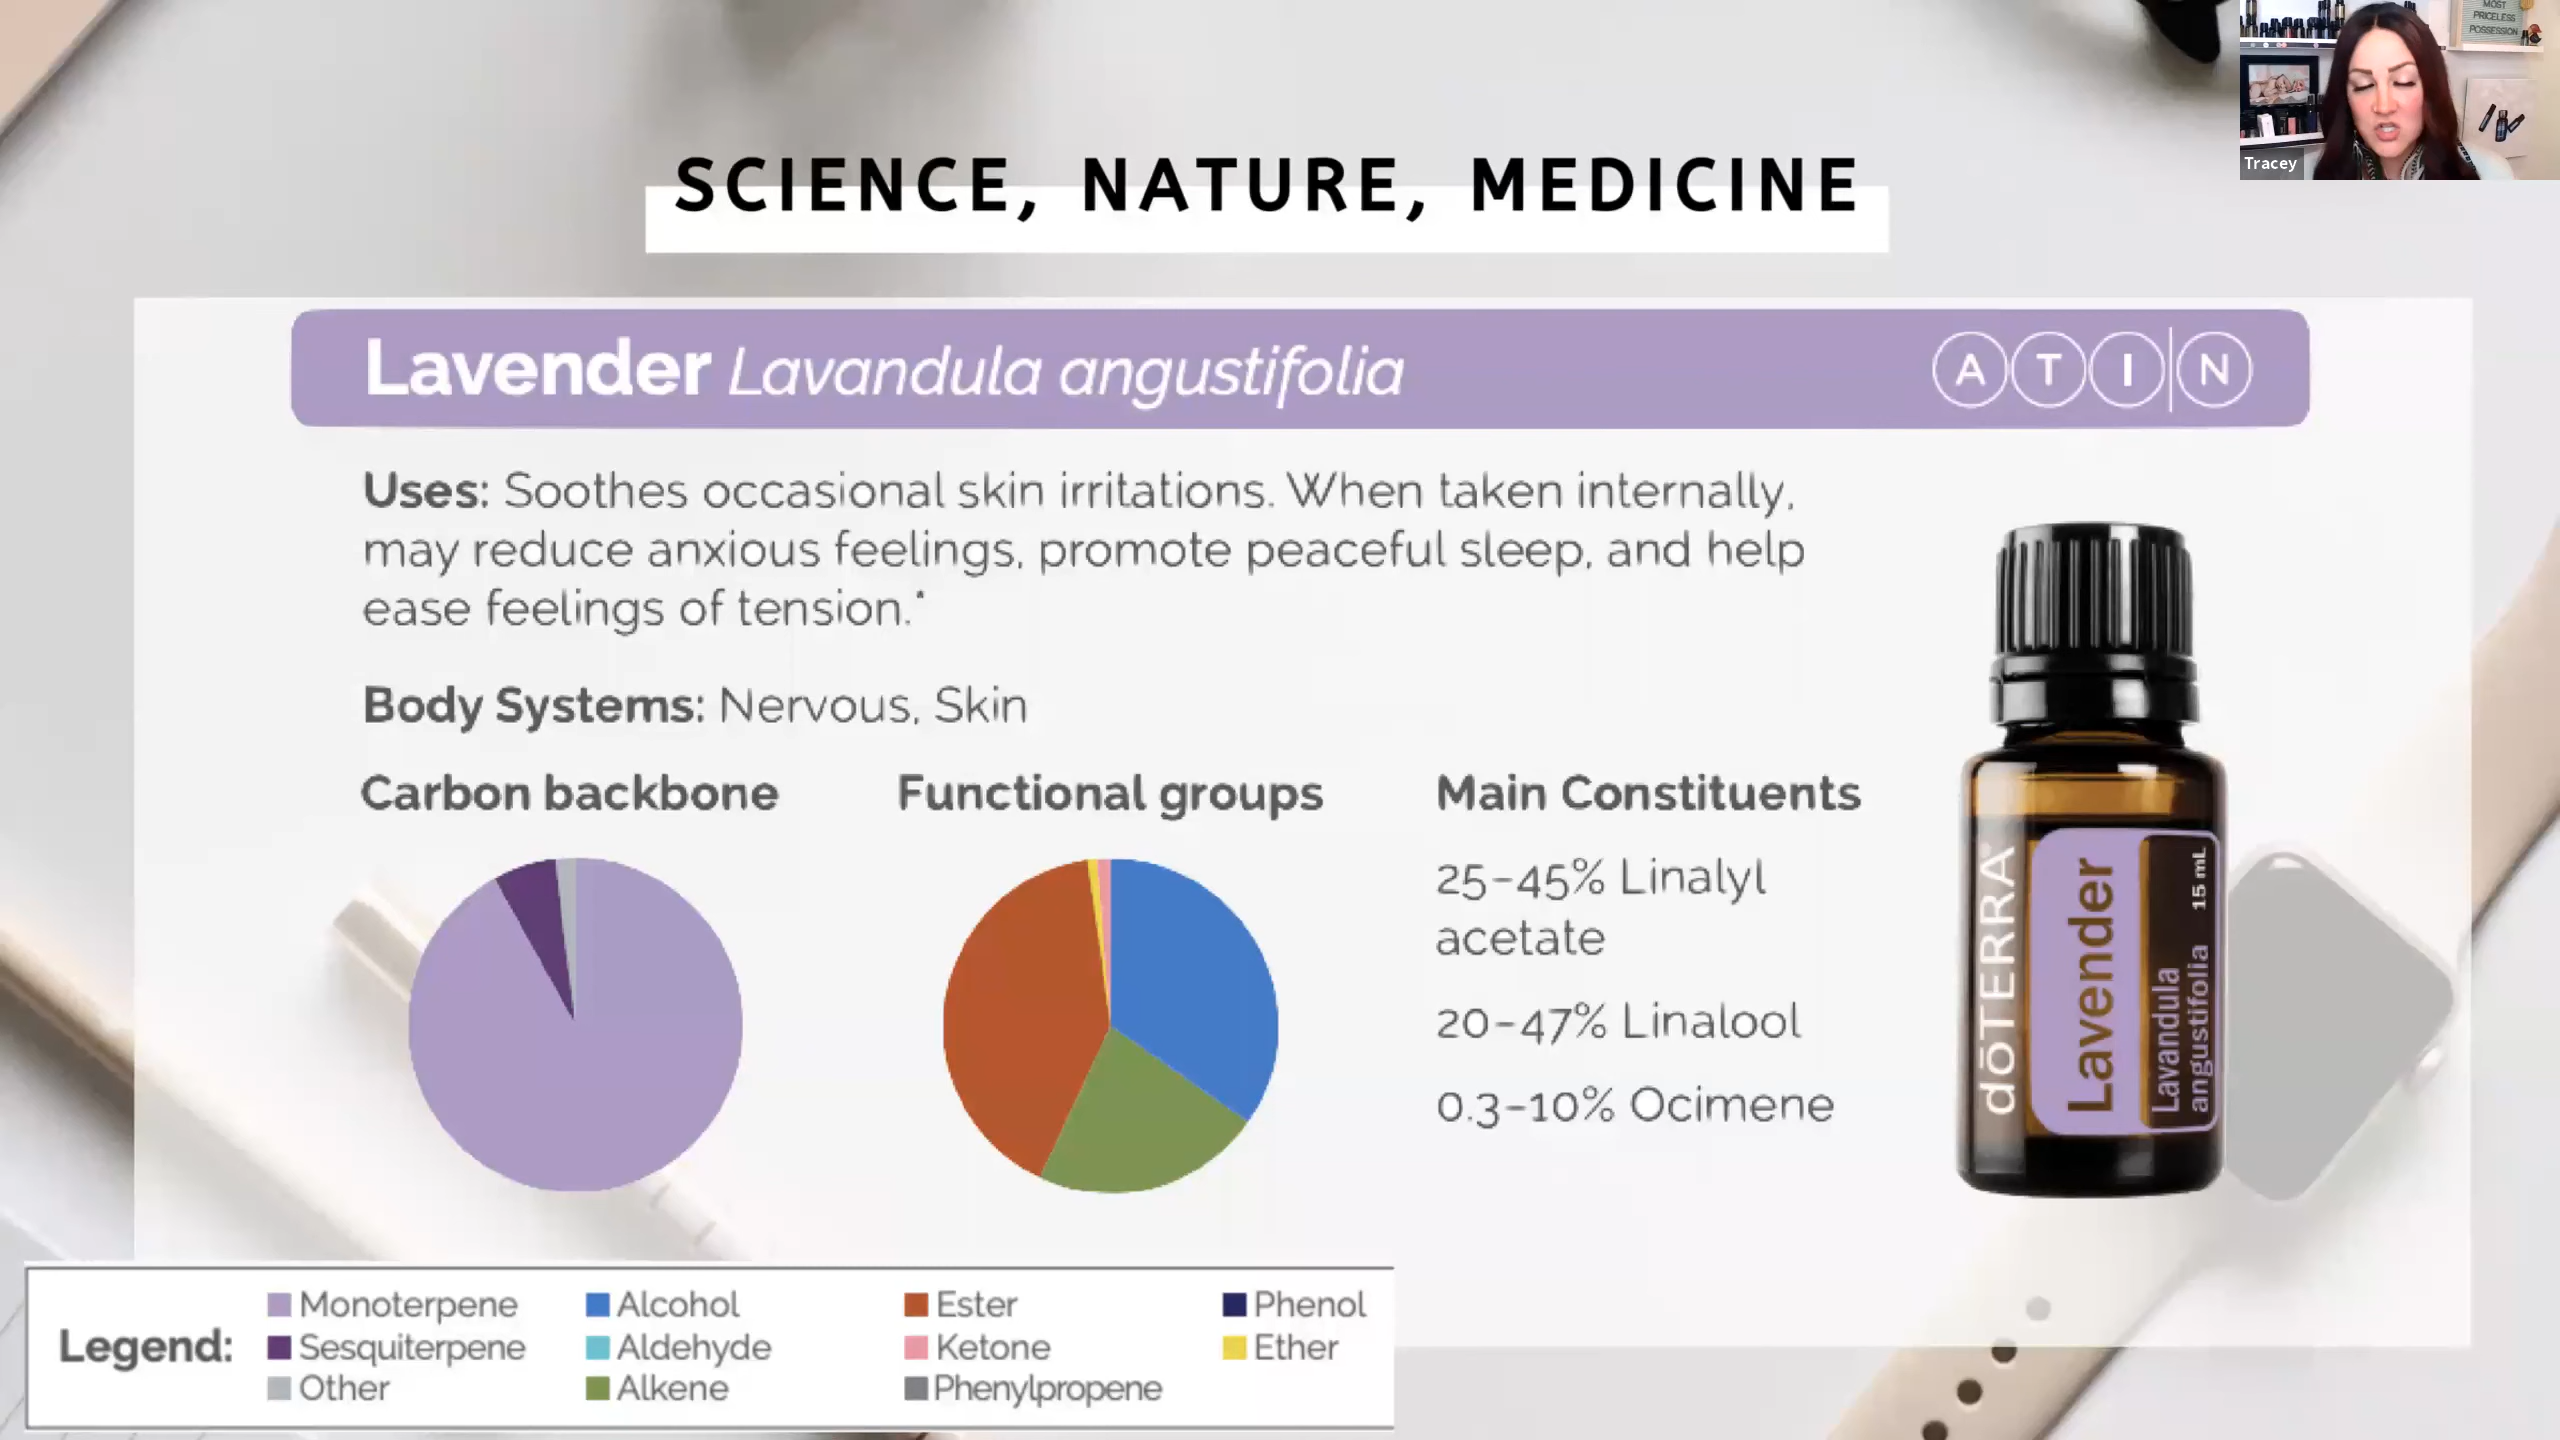 MOST
PRICELESS
POSSESSION
Tracey
SCIENCE, NATURE, MEDICINE
Lavender Lavandula angustifolia
A T I N
Uses: Soothes occasional skin irritations. When taken internally,
may reduce anxious feelings, promote peaceful sleep, and help
ease feelings of tension.*
Body Systems: Nervous, Skin
Carbon backbone
Functional groups
Main Constituents
25-45% Linalyl
acetate
20-47% Linalool
0.3-10% Ocimene
dōTERRA
Lavender
Lavandula
angustifolia 15 mL
Legend:
Monoterpene
Sesquiterpene
Other
Alcohol
Aldehyde
Alkene
Ester
Ketone
Phenylpropene
Phenol
Ether